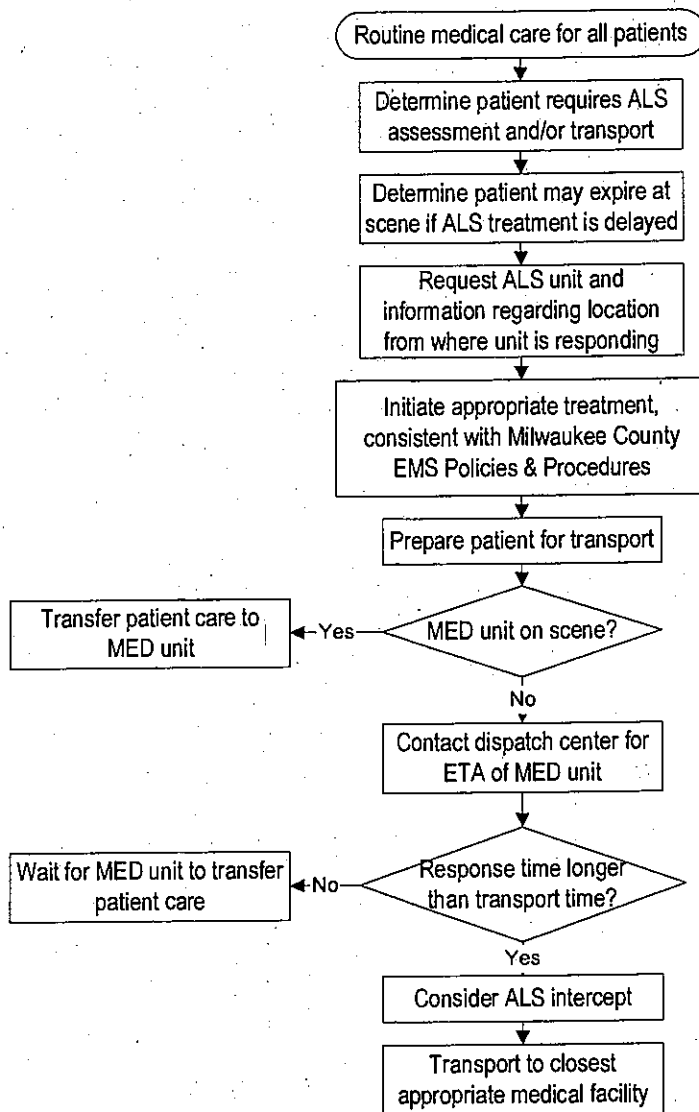 Routine medical care for all patients
Determine patient requires ALS
assessment and/or transport
Determine patient may expire at
scene if ALS treatment is delayed
Request ALS unit and
information regarding location
from where unit is responding
Initiate appropriate treatment,
consistent with Milwaukee County
EMS Policies & Procedures
Prepare patient for transport
MED unit on scene?
Yes
Transfer patient care to
MED unit
No
Contact dispatch center for
ETA of MED unit
Response time longer
than transport time?
No
Wait for MED unit to transfer
patient care
Yes
Consider ALS intercept
Transport to closest
appropriate medical facility